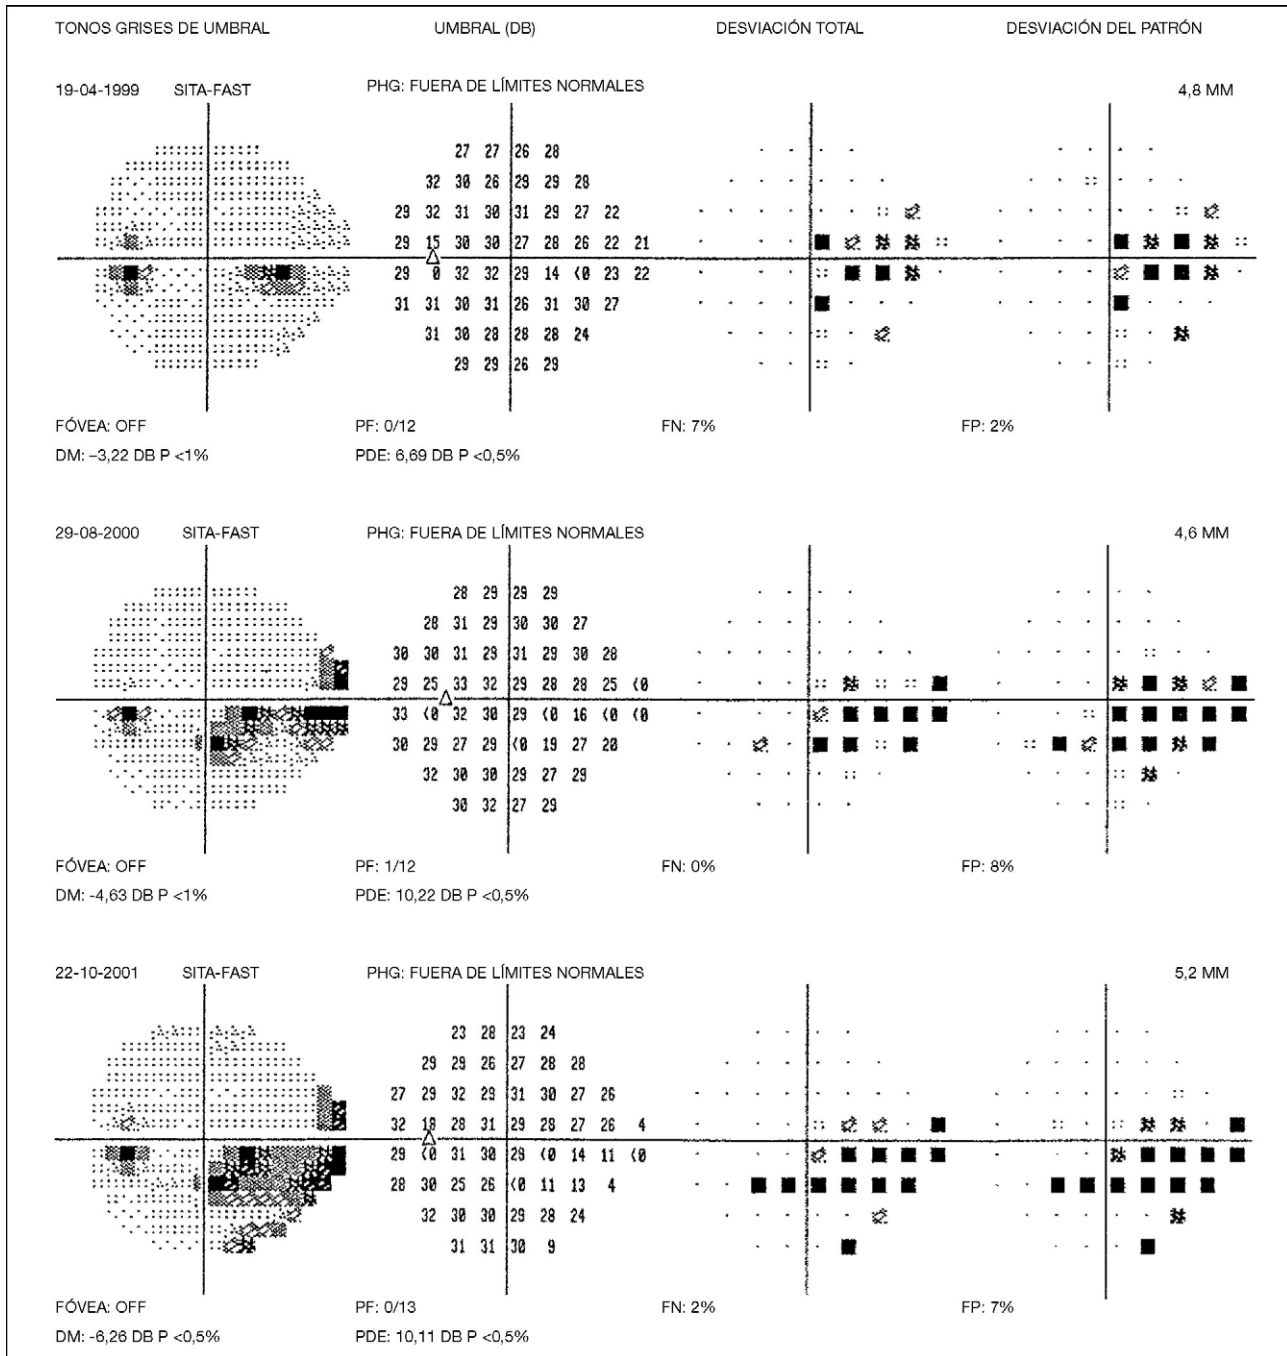 TONOS GRISES DE UMBRAL UMBRAL (DB) DESVIACIÓN TOTAL DESVIACIÓN DEL PATRÓN
19-04-1999 SITA-FAST PHG: FUERA DE LÍMITES NORMALES 4,8 MM
27 27 26 28
32 30 26 29 29 28
29 32 31 30 31 29 27 22
29 15 30 30 27 28 26 22 21
29 0 32 32 29 14 (0 23 22
31 31 30 31 26 31 30 27
31 30 28 28 28 24
29 29 26 29
FÓVEA: OFF PF: 0/12 FN: 7% FP: 2%
DM: –3,22 DB P <1% PDE: 6,69 DB P <0,5%
29-08-2000 SITA-FAST PHG: FUERA DE LÍMITES NORMALES 4,6 MM
28 29 29 29
28 31 29 30 30 27
30 30 31 29 31 29 30 28
29 25 33 32 29 28 28 25 (0
33 (0 32 30 29 (0 16 (0 (0
30 29 27 29 (0 19 27 20
32 30 30 29 27 29
30 32 27 29
FÓVEA: OFF PF: 1/12 FN: 0% FP: 8%
DM: -4,63 DB P <1% PDE: 10,22 DB P <0,5%
22-10-2001 SITA-FAST PHG: FUERA DE LÍMITES NORMALES 5,2 MM
23 28 23 24
29 29 26 27 28 28
27 29 32 29 31 30 27 26
32 18 28 31 29 28 27 26 4
29 (0 31 30 29 (0 14 11 (0
28 30 25 26 (0 11 13 4
32 30 30 29 28 24
31 31 30 9
FÓVEA: OFF PF: 0/13 FN: 2% FP: 7%
DM: -6,26 DB P <0,5% PDE: 10,11 DB P <0,5%